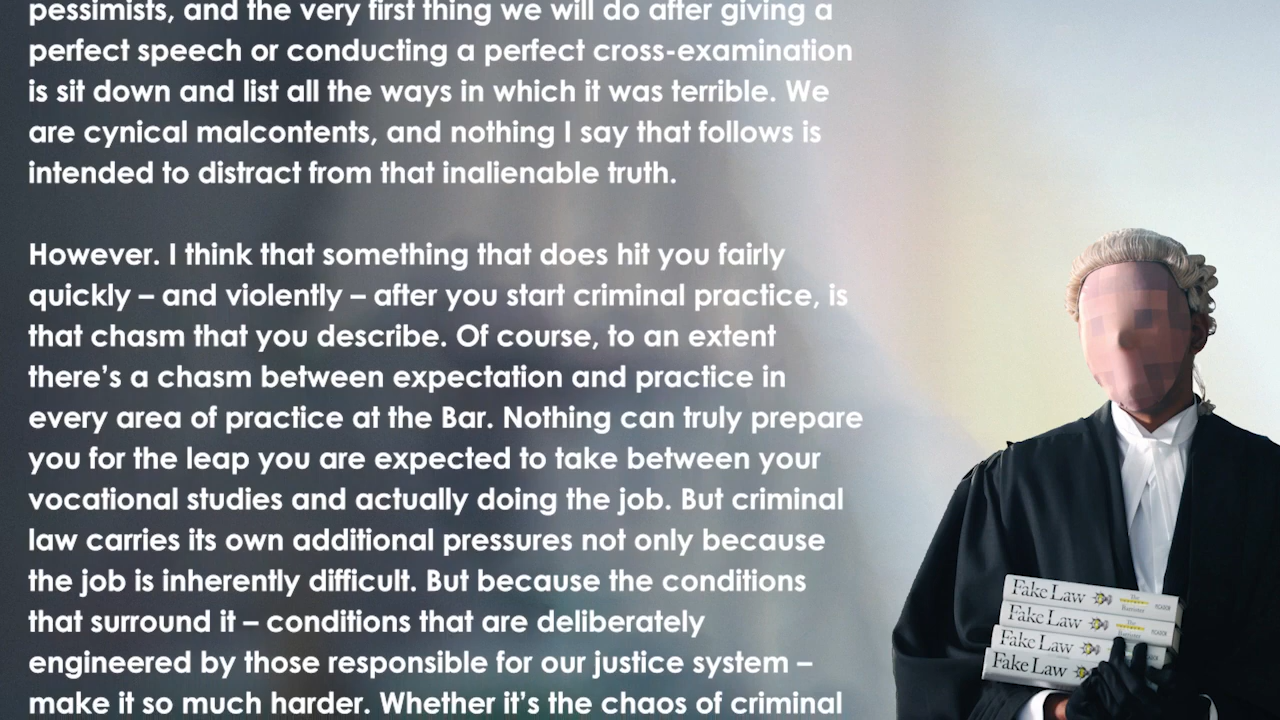 pessimists, and the very first thing we will do after giving a
perfect speech or conducting a perfect cross-examination
is sit down and list all the ways in which it was terrible. We
are cynical malcontents, and nothing I say that follows is
intended to distract from that inalienable truth.
However. I think that something that does hit you fairly
quickly – and violently – after you start criminal practice, is
that chasm that you describe. Of course, to an extent
there’s a chasm between expectation and practice in
every area of practice at the Bar. Nothing can truly prepare
you for the leap you are expected to take between your
vocational studies and actually doing the job. But criminal
law carries its own additional pressures not only because
the job is inherently difficult. But because the conditions
that surround it – conditions that are deliberately
engineered by those responsible for our justice system –
make it so much harder. Whether it’s the chaos of criminal
Fake Law
The
Barrister
PICADOR
Fake Law
The
Barrister
PICADOR
Fake Law
Fake Law